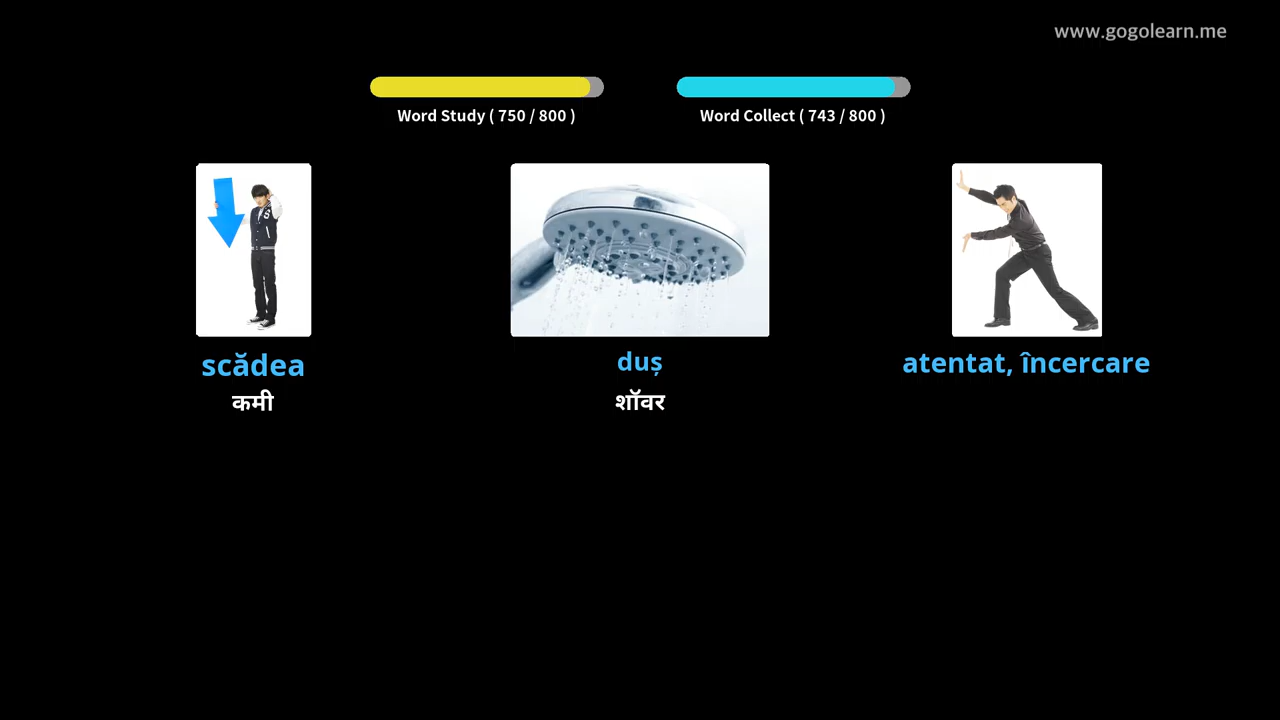 www.gogolearn.me
Word Study ( 750 / 800 )
Word Collect ( 743 / 800 )
scădea
duș
atentat, încercare
कमी
शॉवर